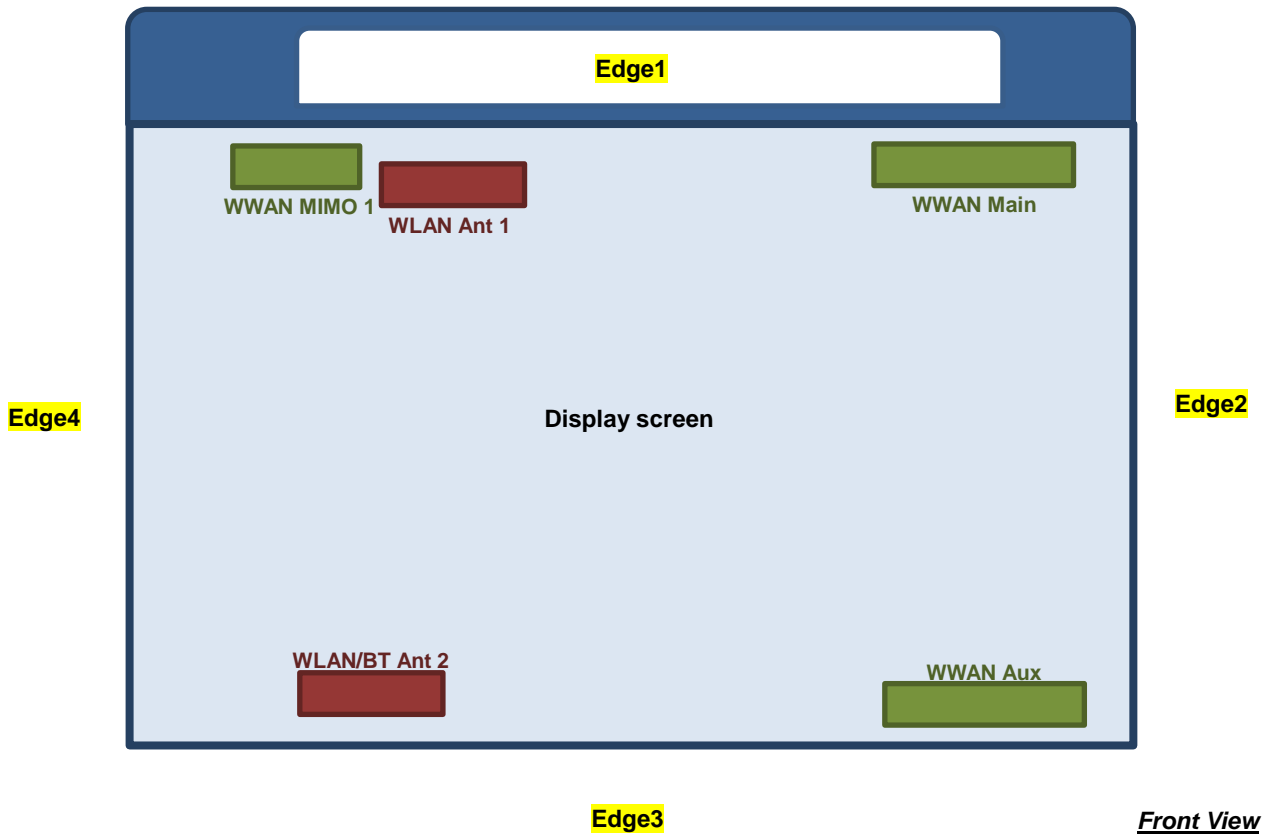 Edge1
WWAN MIMO 1
WLAN Ant 1
WWAN Main
Edge4
Display screen
Edge2
WLAN/BT Ant 2
WWAN Aux
Edge3
Front View